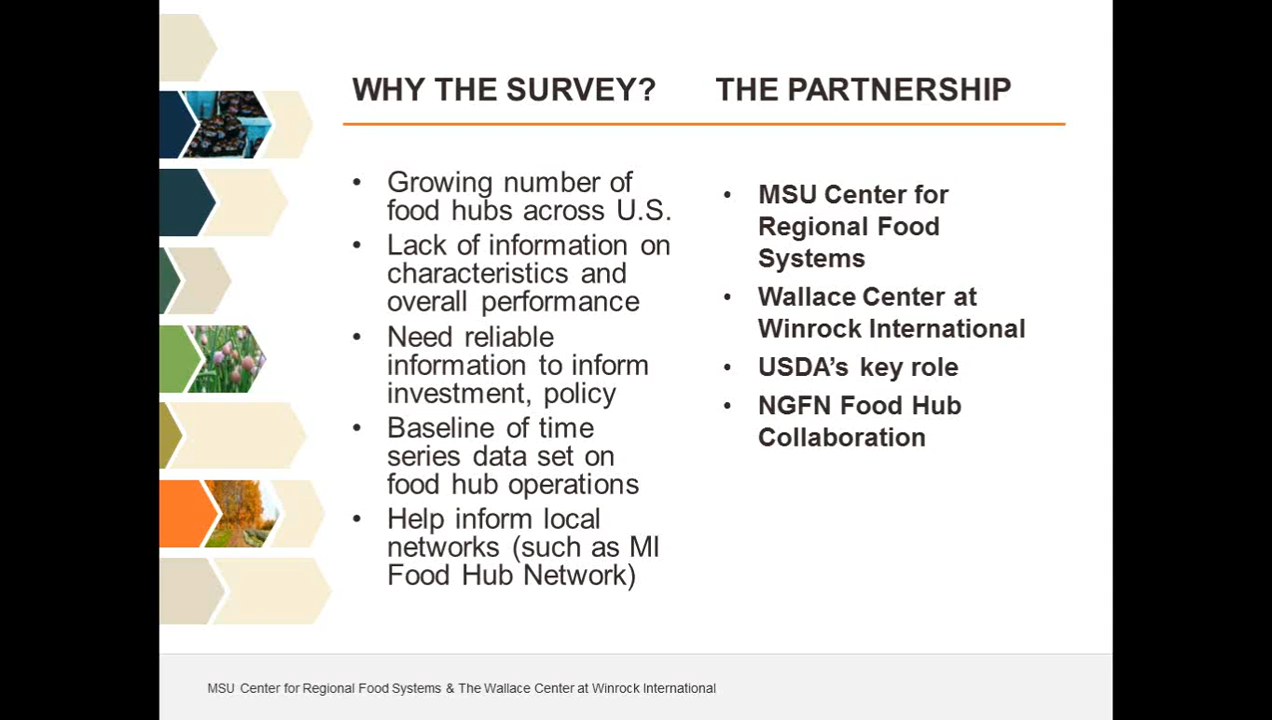 WHY THE SURVEY?
• Growing number of
food hubs across U.S.
• Lack of information on
characteristics and
overall performance
• Need reliable
information to inform
investment, policy
• Baseline of time
series data set on
food hub operations
• Help inform local
networks (such as MI
Food Hub Network)
THE PARTNERSHIP
• MSU Center for
Regional Food
Systems
• Wallace Center at
Winrock International
• USDA’s key role
• NGFN Food Hub
Collaboration
MSU Center for Regional Food Systems & The Wallace Center at Winrock International